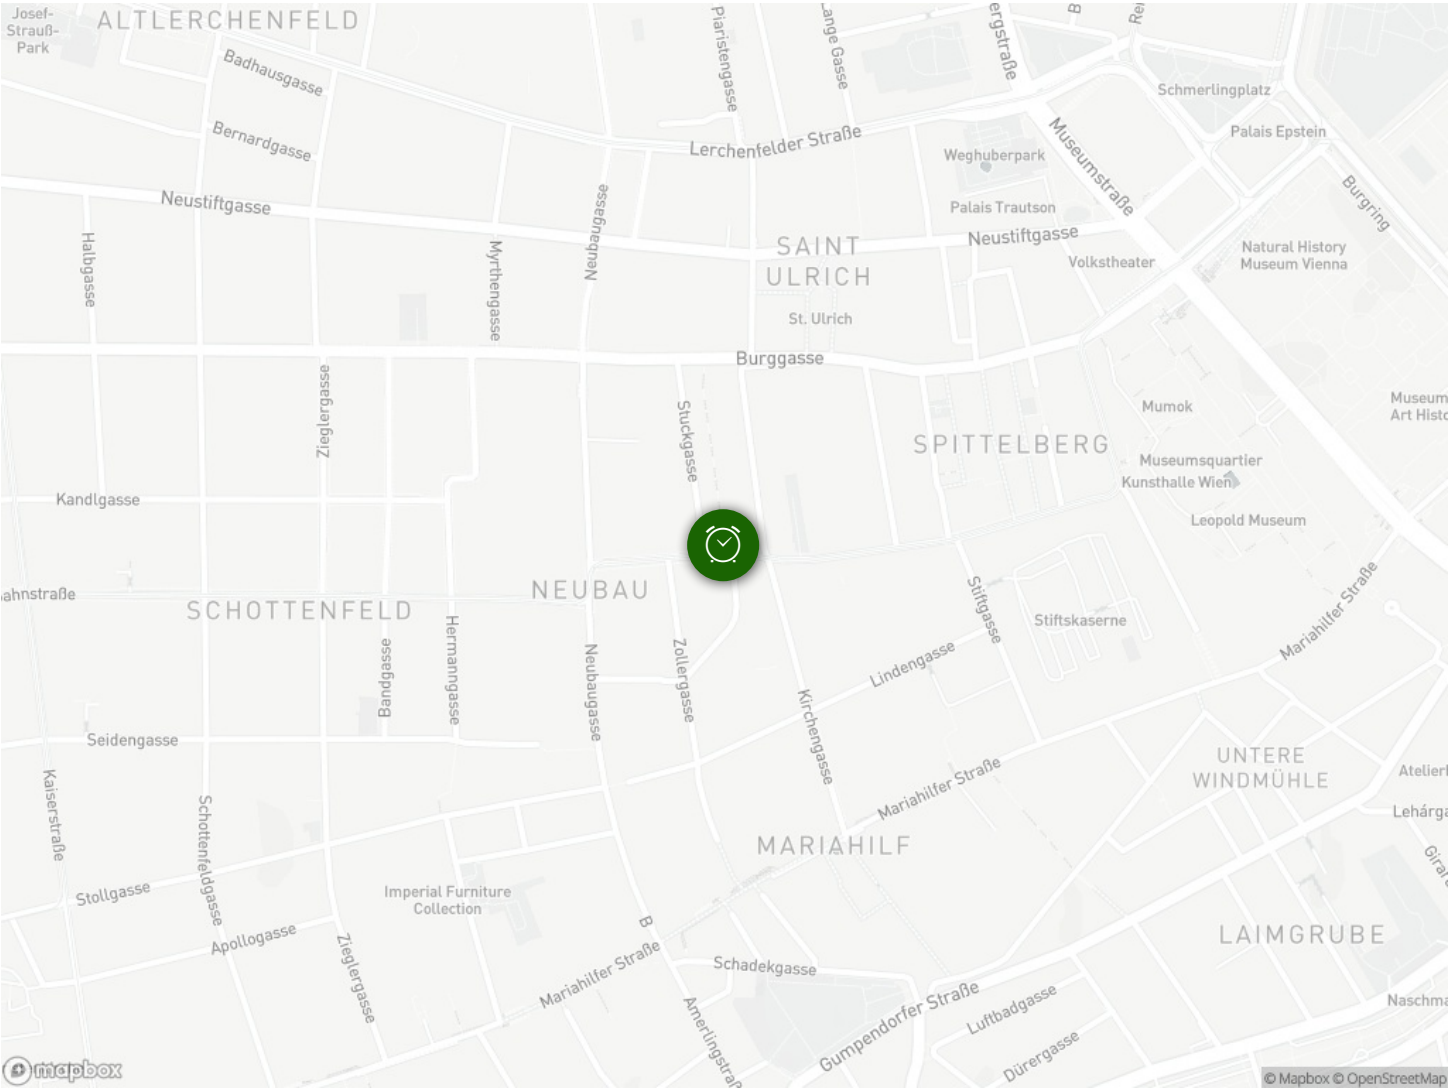 Josef-
Strauß-
Park
ALTLERCHENFELD
Piaristengasse
Lange Gasse
Badhausgasse
Schmerlingplatz
Palais Epstein
Bernardgasse
Lerchenfelder Straße
Weghuberpark
Museumstraße
Burgring
Neustiftgasse
Neubaugasse
Palais Trautson
Neustiftgasse
Halbgasse
Myrthengasse
SAINT
ULRICH
Volkstheater
Natural History
Museum Vienna
St. Ulrich
Burggasse
Zieglergasse
Stuckgasse
Mumok
Museum
SPITTELBERG
Museumsquartier
Kunsthalle Wien
Kandlgasse
Leopold Museum
NEUBAU
SCHOTTENFELD
Stiftgasse
Stiftskaserne
Mariahilfer Straße
Hermanngasse
Bandgasse
Neubaugasse
Zollergasse
Lindengasse
Kirchengasse
Seidengasse
UNTERE
WINDMÜHLE
Kaiserstraße
Schottenfeldgasse
Mariahilfer Straße
MARIAHILF
Stollgasse
Imperial Furniture
Collection
B
Apollogasse
Zieglergasse
LAIMGRUBE
Mariahilfer Straße
Schadekgasse
Amerlingstraß
Gumpendorfer Straße
Luftbadgasse
Dürergasse
mapbox
© Mapbox © OpenStreetMap